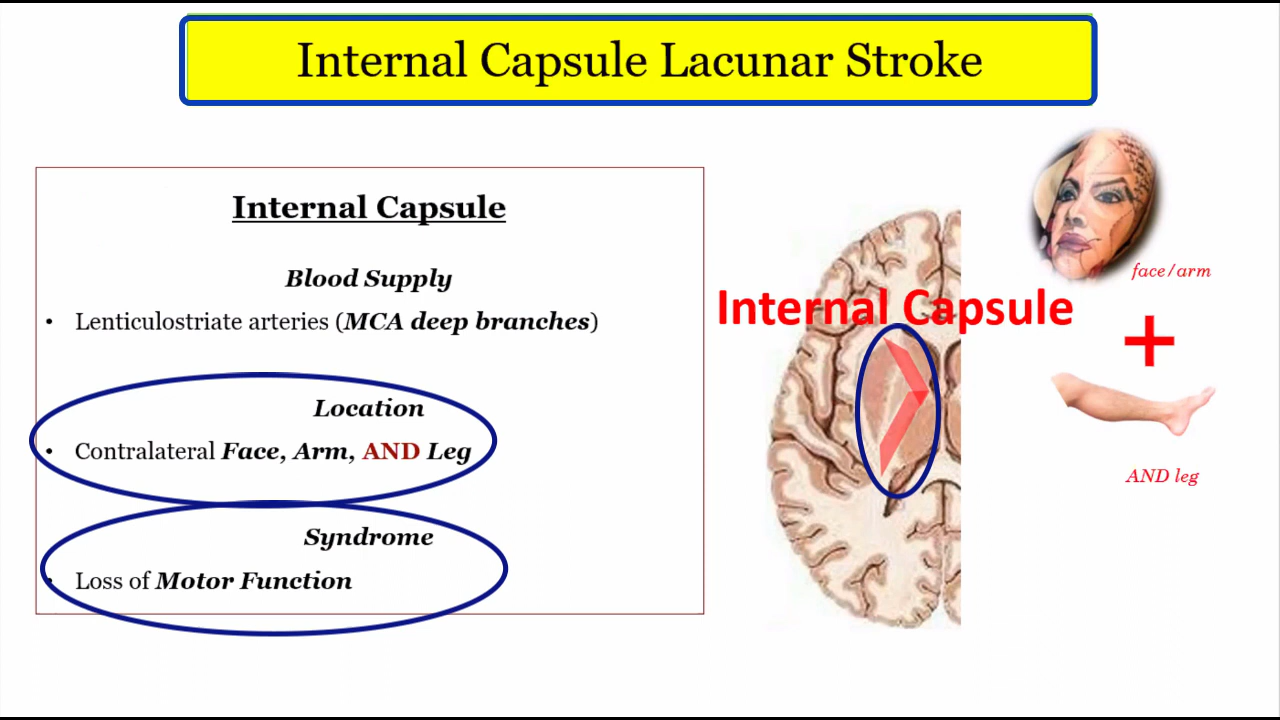 Internal Capsule Lacunar Stroke
Internal Capsule
Blood Supply
• Lenticulostriate arteries (MCA deep branches)
Location
• Contralateral Face, Arm, AND Leg
Syndrome
• Loss of Motor Function
Internal Capsule
face/arm
+
AND leg